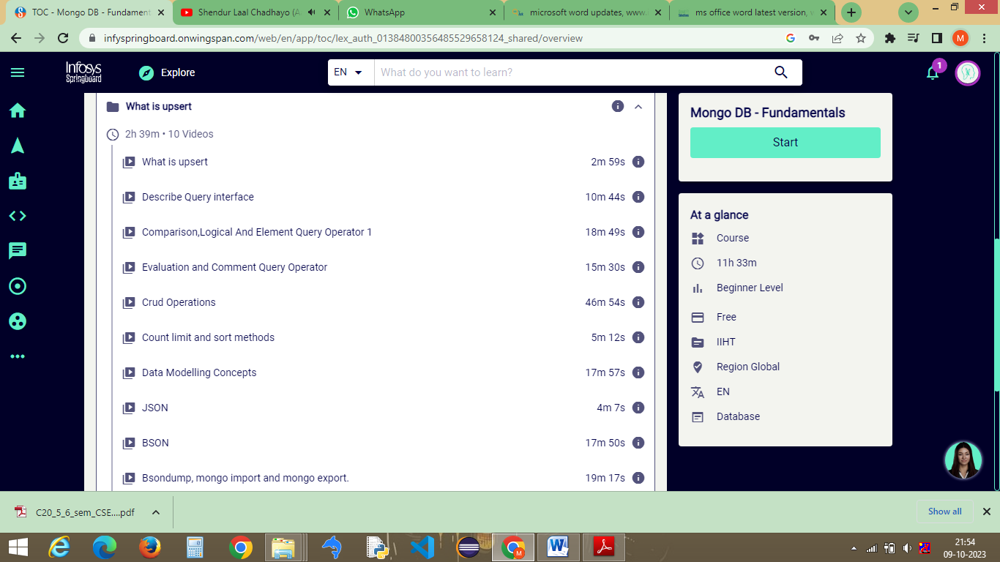 TOC - Mongo DB - Fundament
Shendur Laal Chadhayo (A
WhatsApp
microsoft word updates, www.
ms office word latest version,
infyspringboard.onwingspan.com/web/en/app/toc/lex_auth_01384800356485529658124_shared/overview
M
Infosys
Springboard
Explore
EN
What do you want to learn?
1
What is upsert
2h 39m • 10 Videos
What is upsert 2m 59s
Describe Query interface 10m 44s
Comparison,Logical And Element Query Operator 1 18m 49s
Evaluation and Comment Query Operator 15m 30s
Crud Operations 46m 54s
Count limit and sort methods 5m 12s
Data Modelling Concepts 17m 57s
JSON 4m 7s
BSON 17m 50s
Bsondump, mongo import and mongo export. 19m 17s
Mongo DB - Fundamentals
Start
At a glance
Course
11h 33m
Beginner Level
Free
IIHT
Region Global
EN
Database
C20_5_6_sem_CSE....pdf
Show all
21:54
09-10-2023